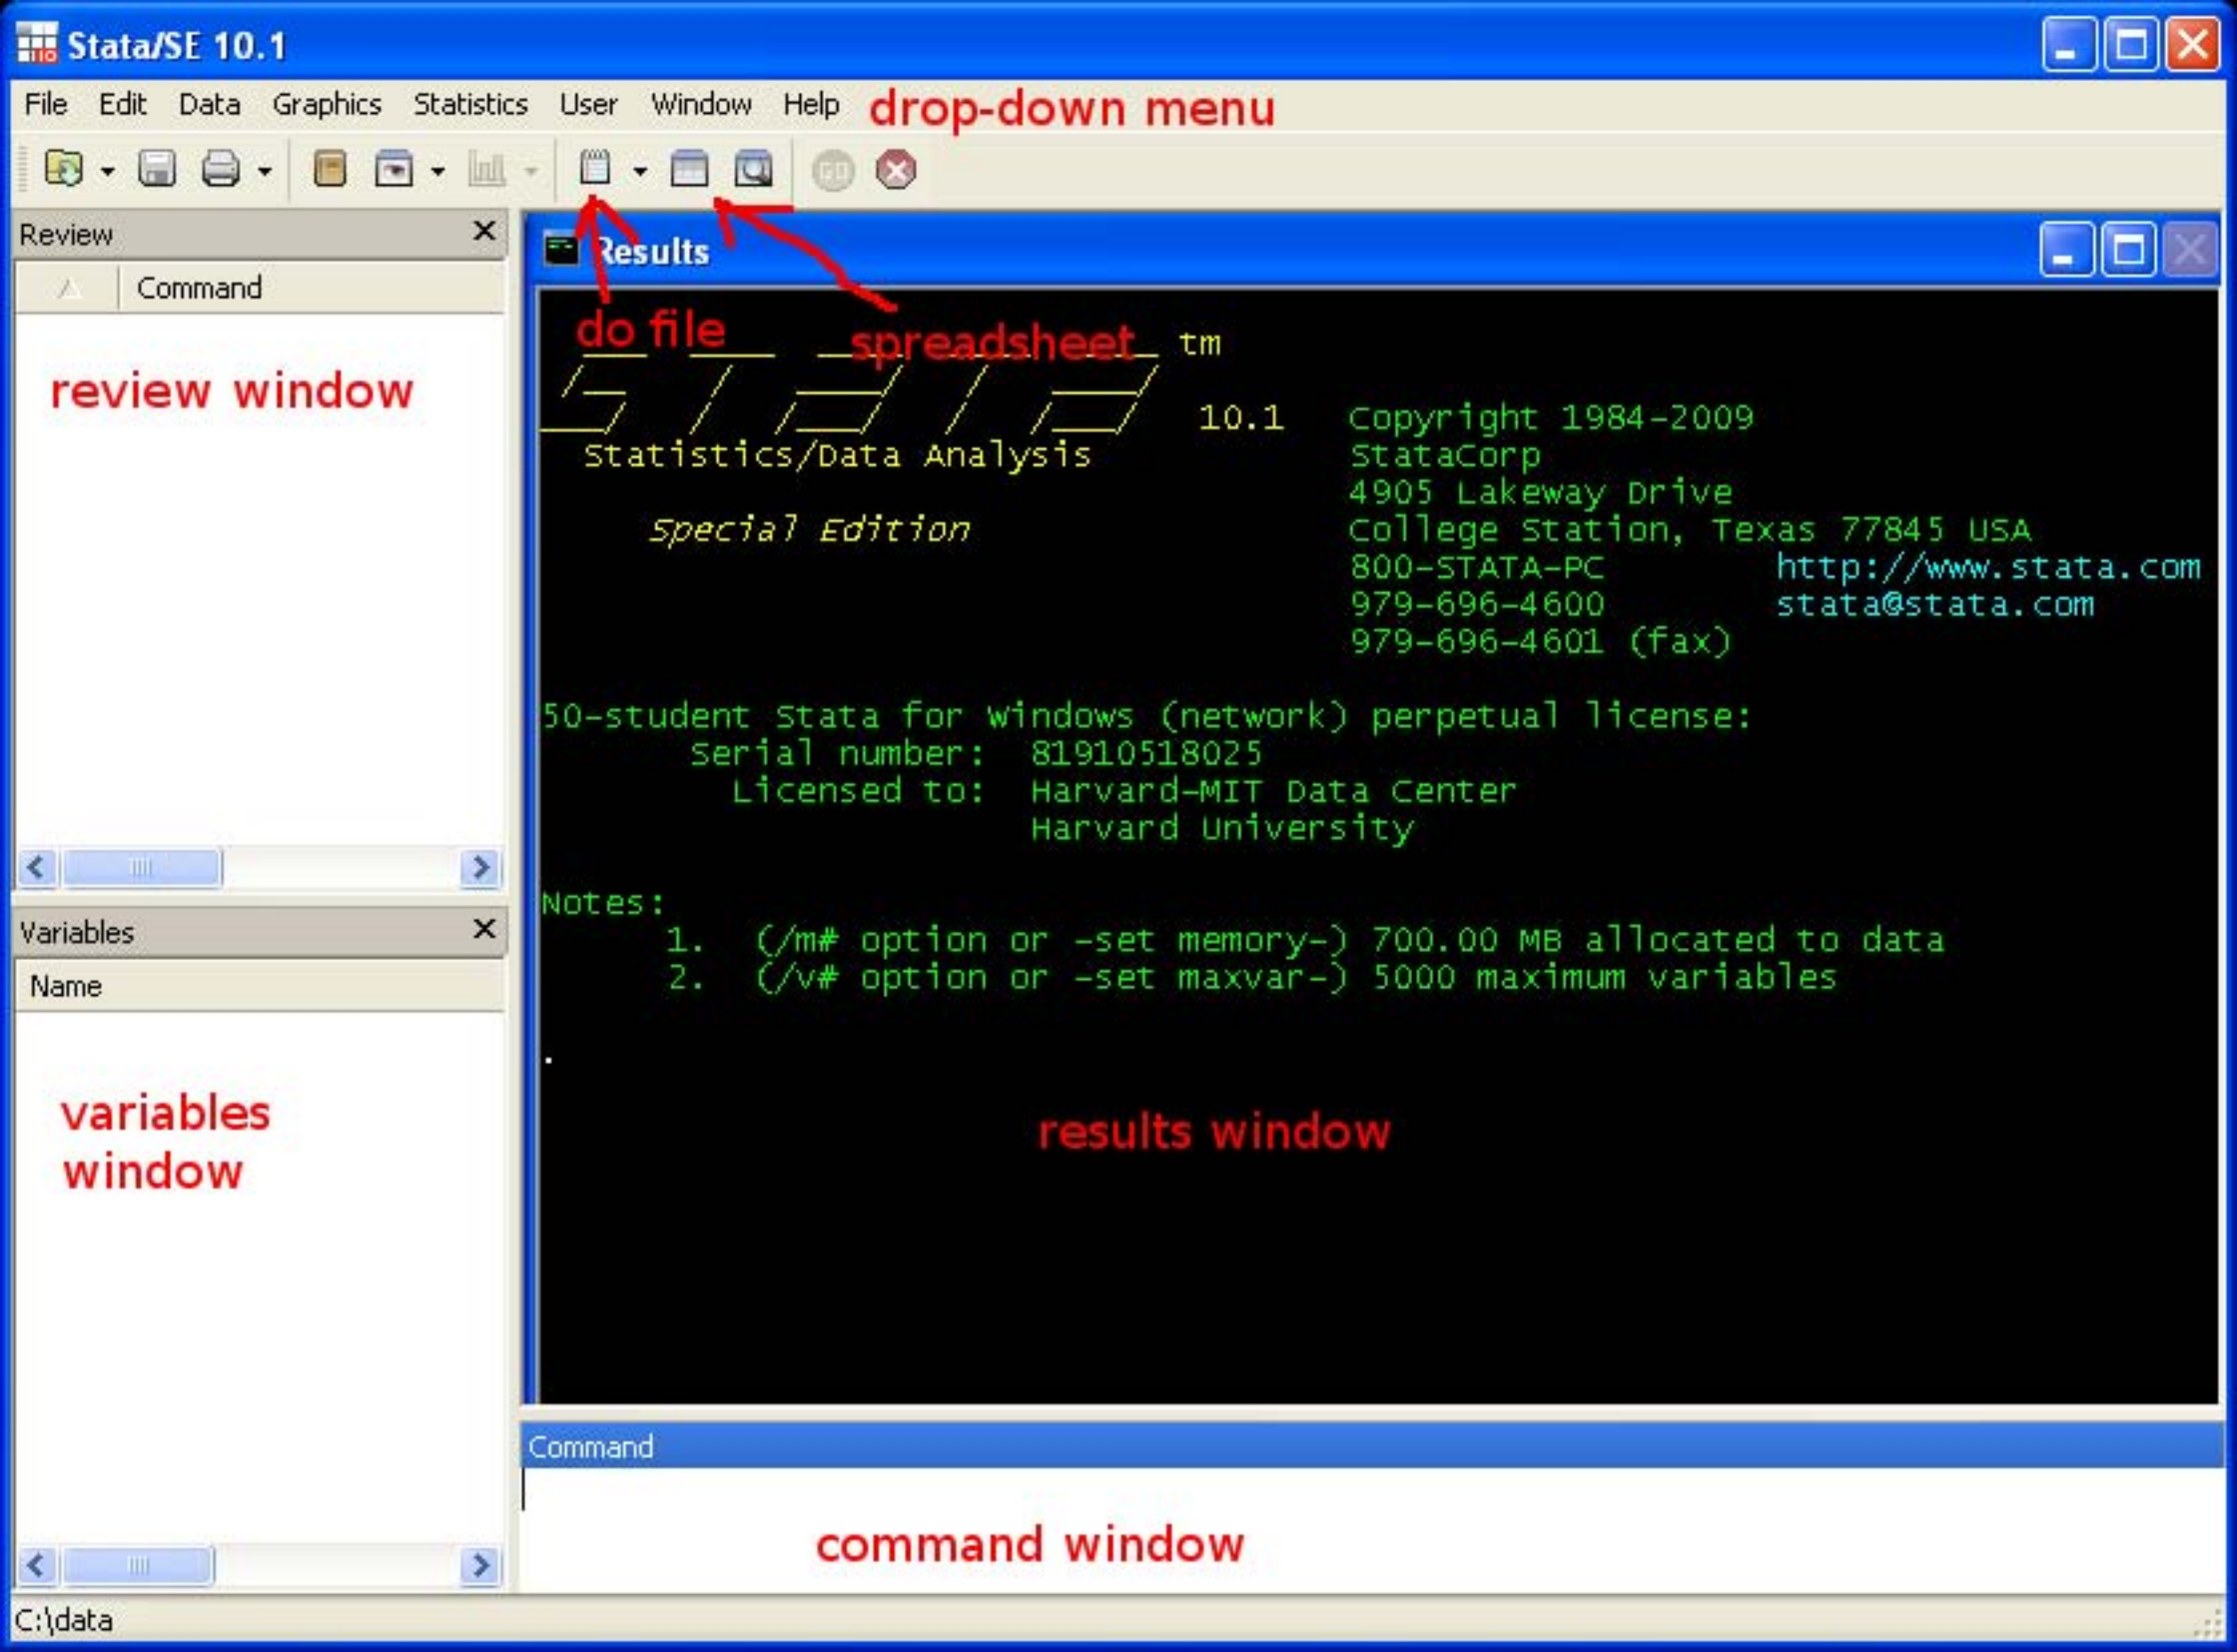 Stata/SE 10.1
File Edit Data Graphics Statistics User Window Help drop-down menu
GO
Review
Command
review window
Variables
Name
variables
window
Results
do file
spreadsheet
tm
10.1 Copyright 1984-2009
Statistics/Data Analysis StataCorp
4905 Lakeway Drive
Special Edition College Station, Texas 77845 USA
800-STATA-PC http://www.stata.com
979-696-4600 stata@stata.com
979-696-4601 (fax)
50-student Stata for Windows (network) perpetual license:
Serial number: 81910518025
Licensed to: Harvard-MIT Data Center
Harvard University
Notes:
1. (/m# option or -set memory-) 700.00 MB allocated to data
2. (/v# option or -set maxvar-) 5000 maximum variables
.
results window
Command
command window
C:\data